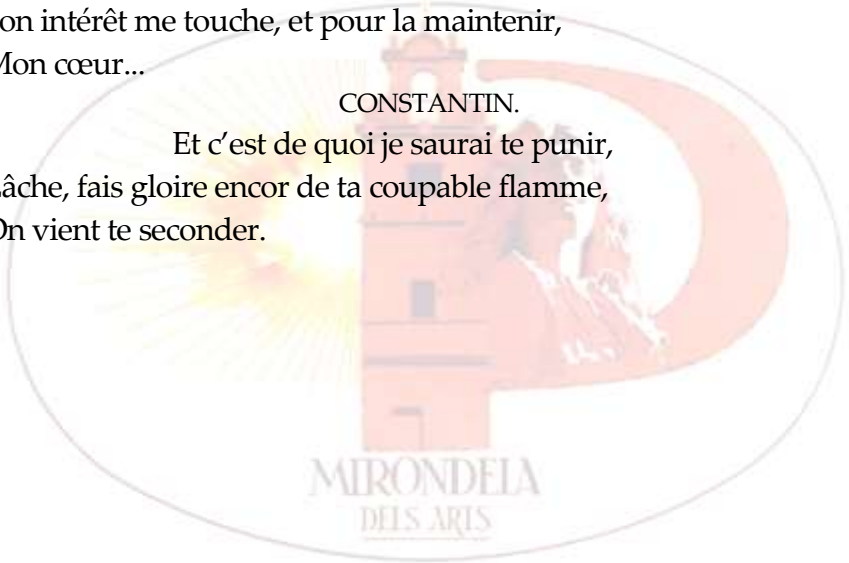 on intérêt me touche, et pour la maintenir,
Mon cœur...
CONSTANTIN.
Et c’est de quoi je saurai te punir,
âche, fais gloire encor de ta coupable flamme,
On vient te seconder.
MIRONDELA
DELS ARTS